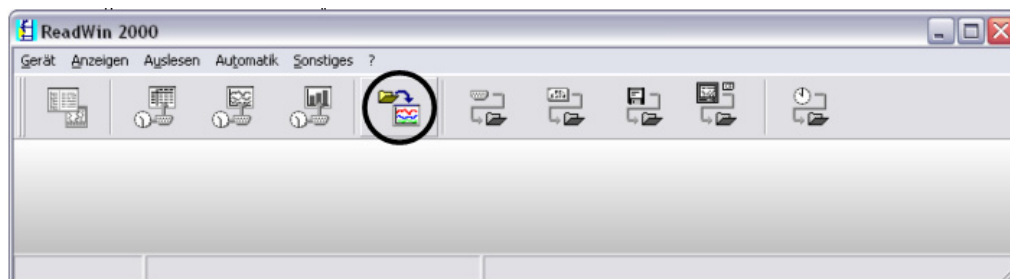 ReadWin 2000
Gerät Anzeigen Auslesen Automatik Sonstiges ?